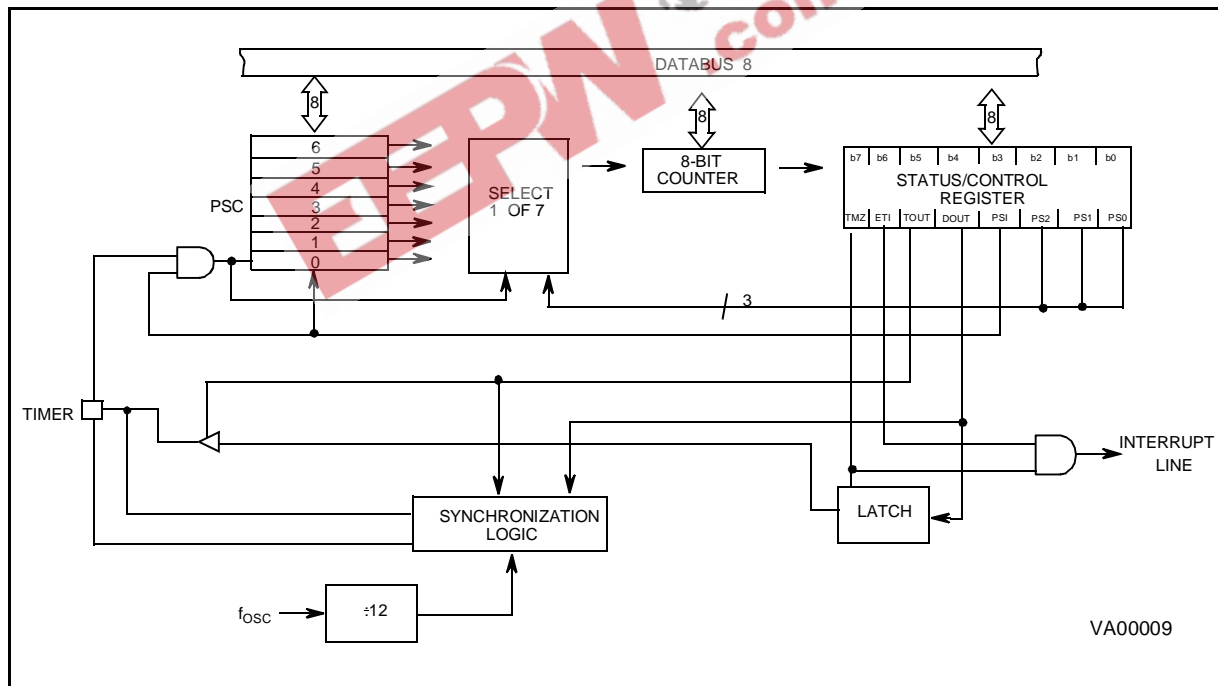 EEPW.com
DATABUS 8
8
8
8
6
5
4
3
2
1
0
PSC
SELECT
1 OF 7
8-BIT
COUNTER
b7 b6 b5 b4 b3 b2 b1 b0
STATUS/CONTROL
REGISTER
TMZ ETI TOUT DOUT PSI PS2 PS1 PS0
3
TIMER
SYNCHRONIZATION
LOGIC
LATCH
INTERRUPT
LINE
fOSC
÷12
VA00009